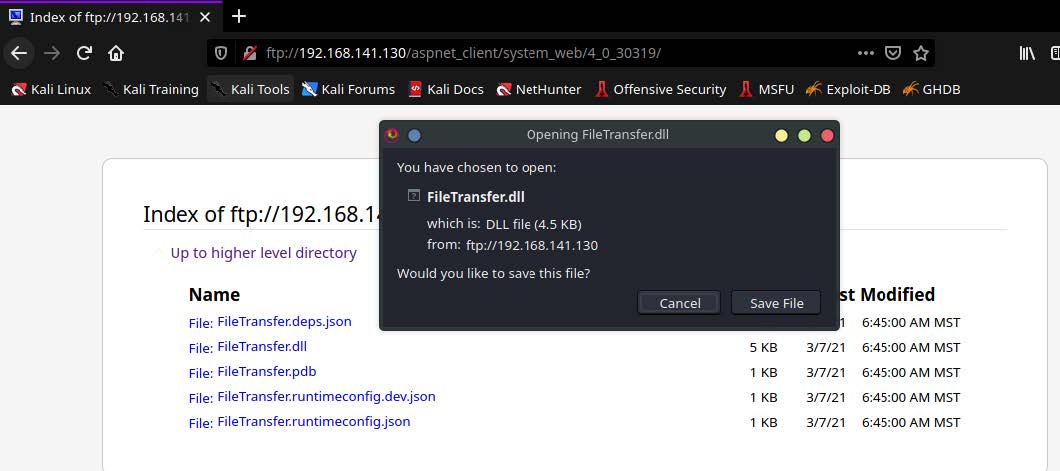 Index of ftp://192.168.141
ftp://192.168.141.130/aspnet_client/system_web/4_0_30319/
Kali Linux Kali Training Kali Tools Kali Forums Kali Docs NetHunter Offensive Security MSFU Exploit-DB GHDB
Opening FileTransfer.dll
You have chosen to open:
FileTransfer.dll
which is: DLL file (4.5 KB)
from: ftp://192.168.141.130
Would you like to save this file?
Cancel Save File
Index of ftp://192.168.14
Up to higher level directory
Name st Modified
File: FileTransfer.deps.json 1 6:45:00 AM MST
File: FileTransfer.dll 5 KB 3/7/21 6:45:00 AM MST
File: FileTransfer.pdb 1 KB 3/7/21 6:45:00 AM MST
File: FileTransfer.runtimeconfig.dev.json 1 KB 3/7/21 6:45:00 AM MST
File: FileTransfer.runtimeconfig.json 1 KB 3/7/21 6:45:00 AM MST